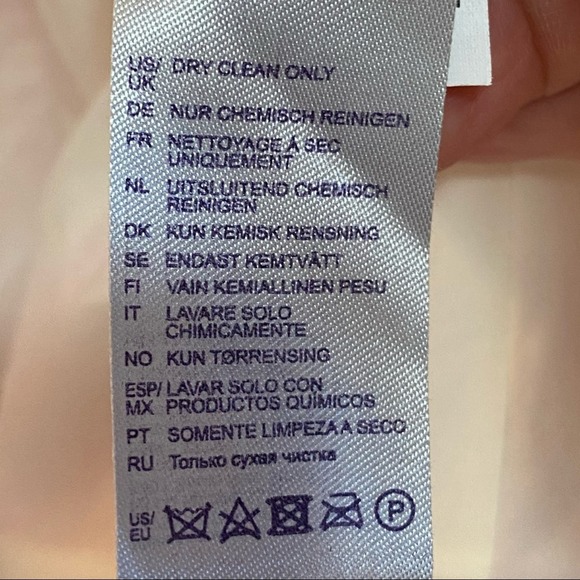 US/ DRY CLEAN ONLY
UK
DE NUR CHEMISCH REINIGEN
FR NETTOYAGE À SEC
UNIQUEMENT
NL UITSLUITEND CHEMISCH
REINIGEN
DK KUN KEMISK RENSNING
SE ENDAST KEMTVÄTT
FI VAIN KEMIALLINEN PESU
IT LAVARE SOLO
CHIMICAMENTE
NO KUN TØRRENSING
ESP/ LAVAR SOLO CON
MX PRODUCTOS QUÍMICOS
PT SOMENTE LIMPEZA A SECO
RU Только сухая чистка
US/
EU P